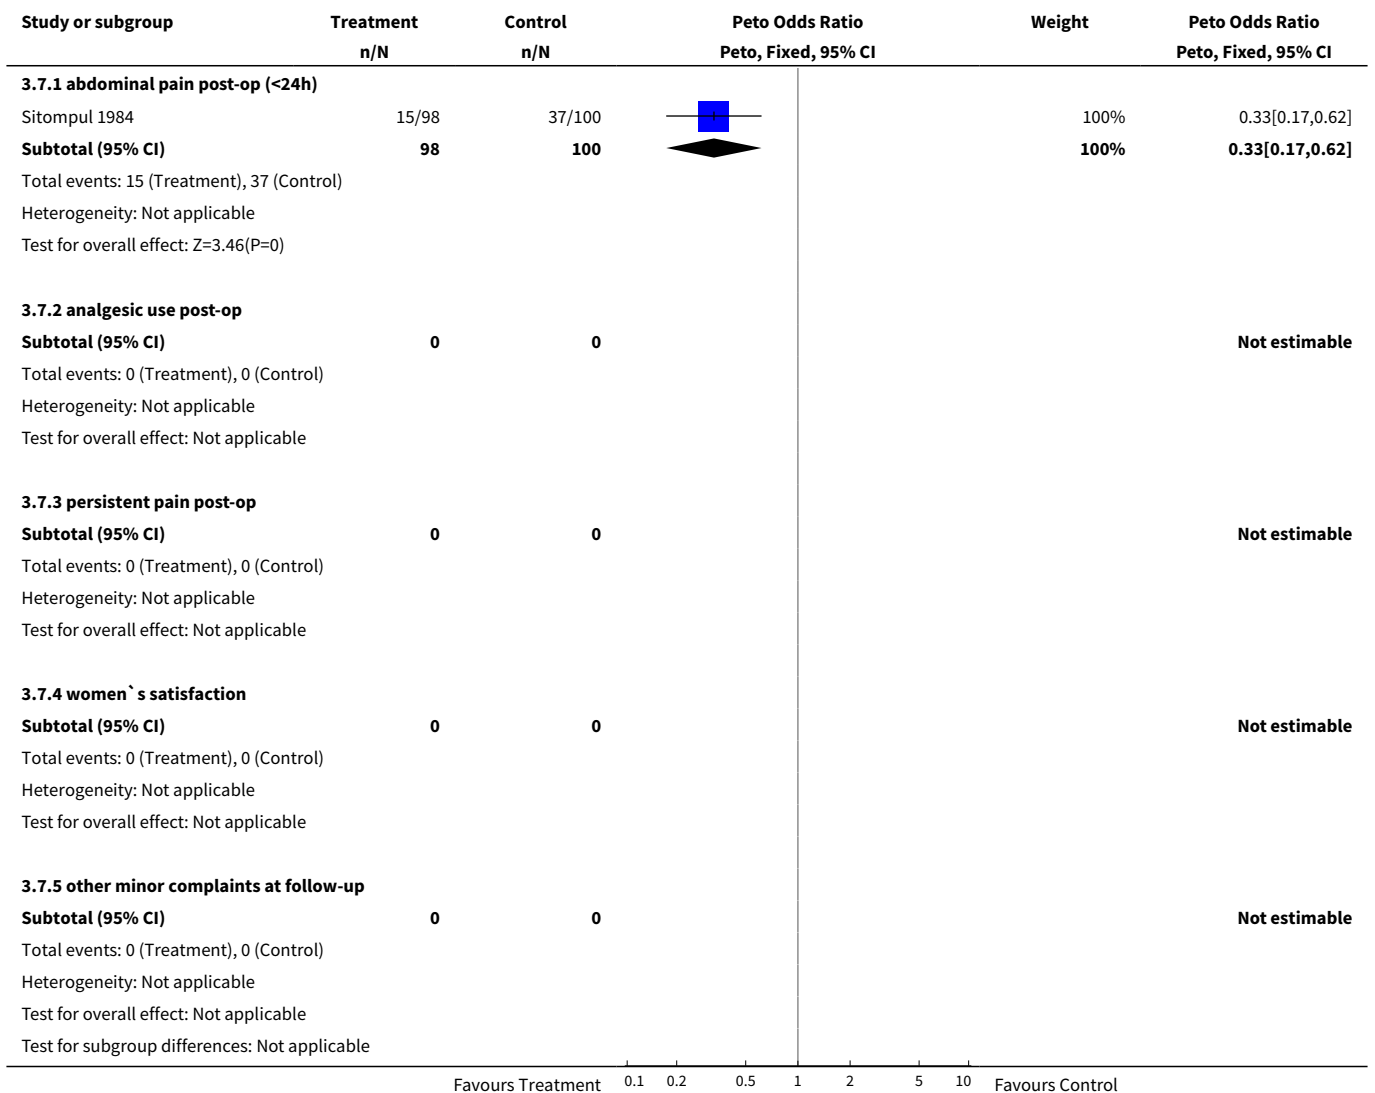 Study or subgroup Treatment Control Peto Odds Ratio Weight Peto Odds Ratio
n/N n/N Peto, Fixed, 95% CI Peto, Fixed, 95% CI
3.7.1 abdominal pain post-op (<24h)
Sitompul 1984 15/98 37/100 100% 0.33[0.17,0.62]
Subtotal (95% CI) 98 100 100% 0.33[0.17,0.62]
Total events: 15 (Treatment), 37 (Control)
Heterogeneity: Not applicable
Test for overall effect: Z=3.46(P=0)
3.7.2 analgesic use post-op
Subtotal (95% CI) 0 0 Not estimable
Total events: 0 (Treatment), 0 (Control)
Heterogeneity: Not applicable
Test for overall effect: Not applicable
3.7.3 persistent pain post-op
Subtotal (95% CI) 0 0 Not estimable
Total events: 0 (Treatment), 0 (Control)
Heterogeneity: Not applicable
Test for overall effect: Not applicable
3.7.4 women`s satisfaction
Subtotal (95% CI) 0 0 Not estimable
Total events: 0 (Treatment), 0 (Control)
Heterogeneity: Not applicable
Test for overall effect: Not applicable
3.7.5 other minor complaints at follow-up
Subtotal (95% CI) 0 0 Not estimable
Total events: 0 (Treatment), 0 (Control)
Heterogeneity: Not applicable
Test for overall effect: Not applicable
Test for subgroup differences: Not applicable
Favours Treatment 0.1 0.2 0.5 1 2 5 10 Favours Control